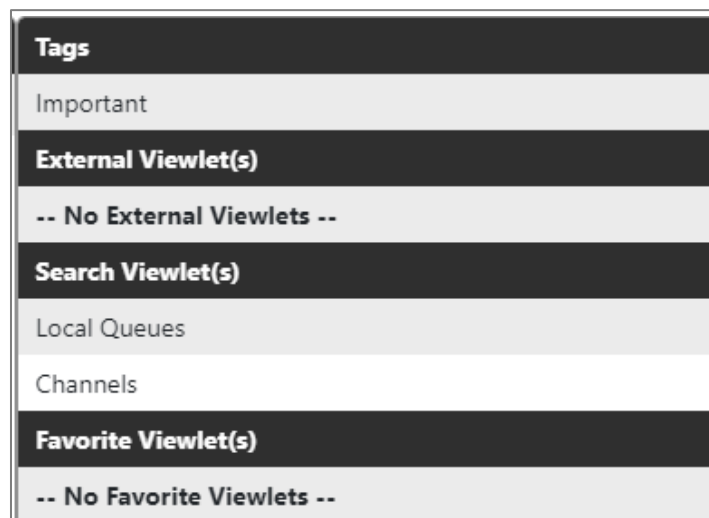 Tags
Important
External Viewlet(s)
-- No External Viewlets --
Search Viewlet(s)
Local Queues
Channels
Favorite Viewlet(s)
-- No Favorite Viewlets --